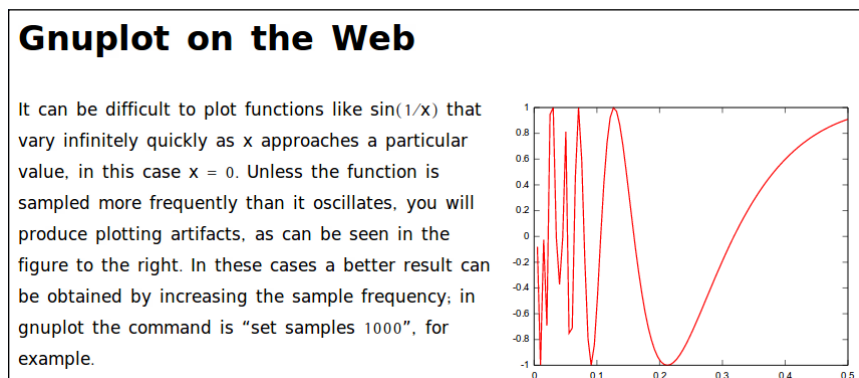 Gnuplot on the Web
It can be difficult to plot functions like sin(1/x) that
vary infinitely quickly as x approaches a particular
value, in this case x = 0. Unless the function is
sampled more frequently than it oscillates, you will
produce plotting artifacts, as can be seen in the
figure to the right. In these cases a better result can
be obtained by increasing the sample frequency; in
gnuplot the command is “set samples 1000”, for
example.
1
0.8
0.6
0.4
0.2
0
-0.2
-0.4
-0.6
-0.8
-1
0 0.1 0.2 0.3 0.4 0.5